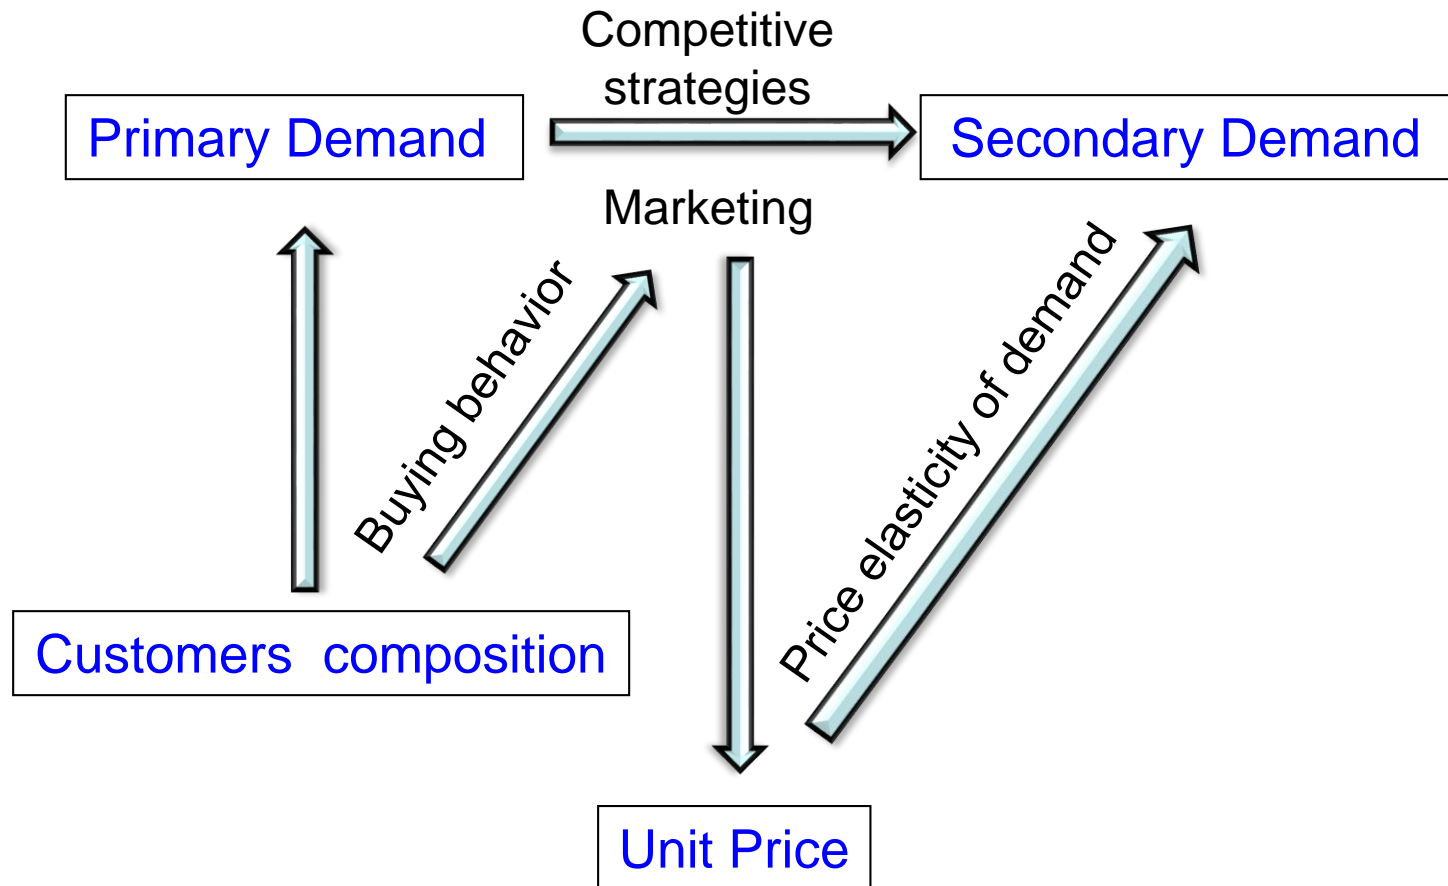 Competitive
strategies
Primary Demand
Secondary Demand
Marketing
Buying behavior
Price elasticity of demand
Customers composition
Unit Price